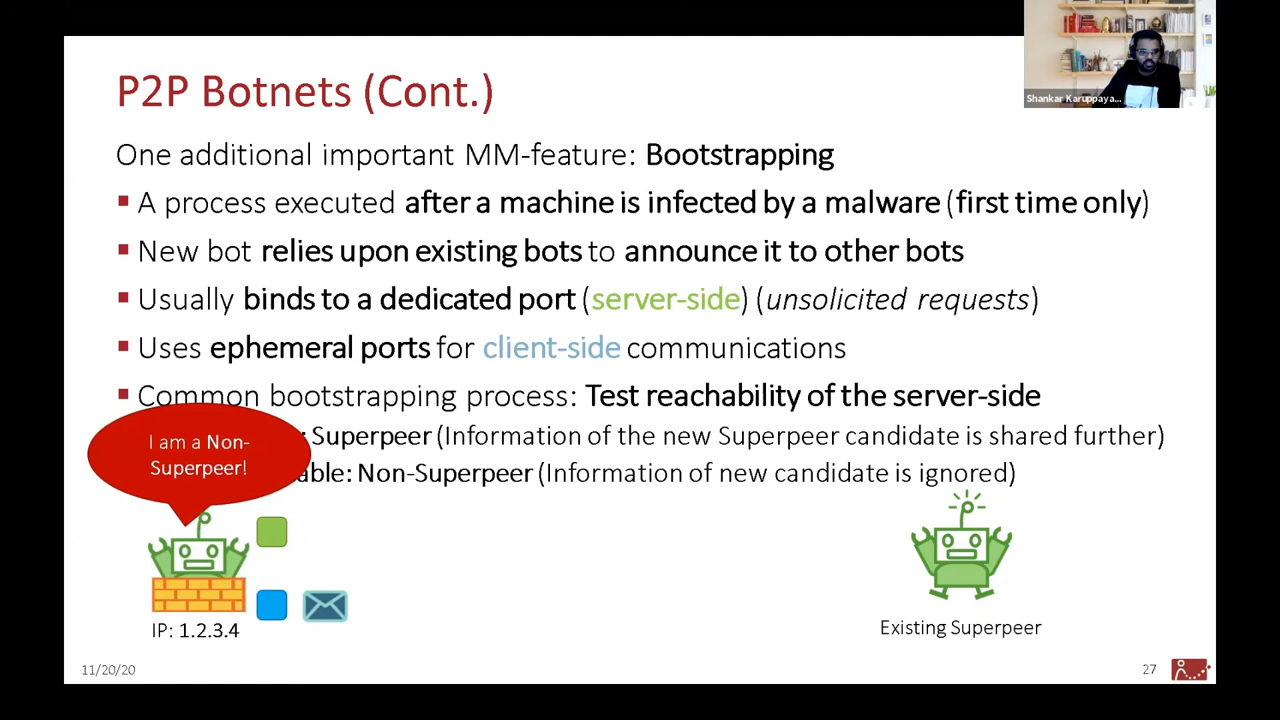 P2P Botnets (Cont.)
Shankar Karuppaya...
One additional important MM-feature: Bootstrapping
A process executed after a machine is infected by a malware (first time only)
New bot relies upon existing bots to announce it to other bots
Usually binds to a dedicated port (server-side) (unsolicited requests)
Uses ephemeral ports for client-side communications
Common bootstrapping process: Test reachability of the server-side
: Superpeer (Information of the new Superpeer candidate is shared further)
able: Non-Superpeer (Information of new candidate is ignored)
I am a Non-
Superpeer!
IP: 1.2.3.4
Existing Superpeer
11/20/20
27